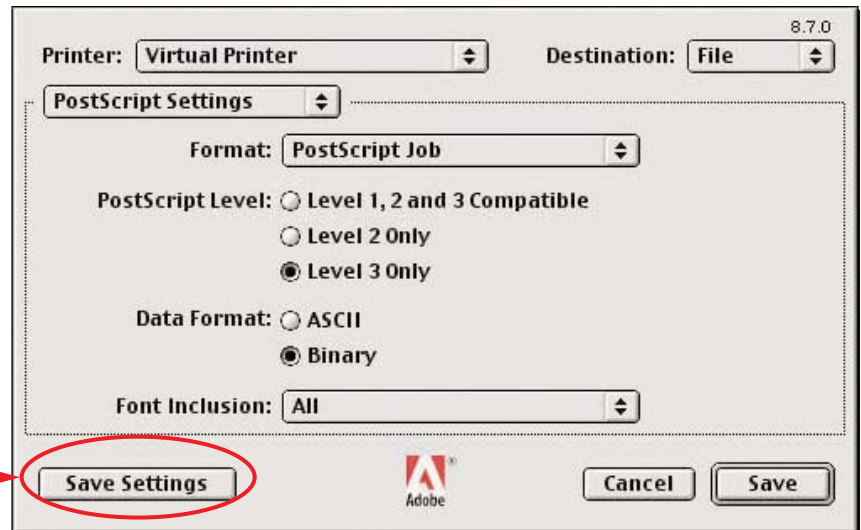 8.7.0
Printer: Virtual Printer Destination: File
PostScript Settings
Format: PostScript Job
PostScript Level: Level 1, 2 and 3 Compatible
Level 2 Only
Level 3 Only
Data Format: ASCII
Binary
Font Inclusion: All
Save Settings Adobe® Cancel Save